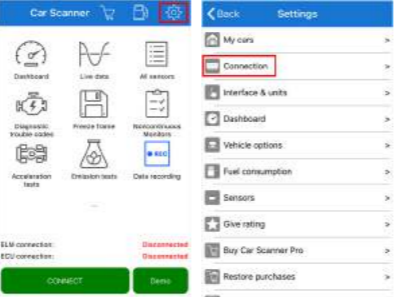 Car Scanner
Dashboard
Live data
All sensors
Diagnostic
trouble codes
Freeze frame
Noncontinuous
Monitors
Acceleration
tests
Emission tests
REC
Data recording
...
ELM connection:
Disconnected
ECU connection:
Disconnected
CONNECT
Demo
Back
Settings
My cars
>
Connection
>
Interface & units
>
Dashboard
>
Vehicle options
>
Fuel consumption
>
Sensors
>
Give rating
>
Buy Car Scanner Pro
>
Restore purchases
>